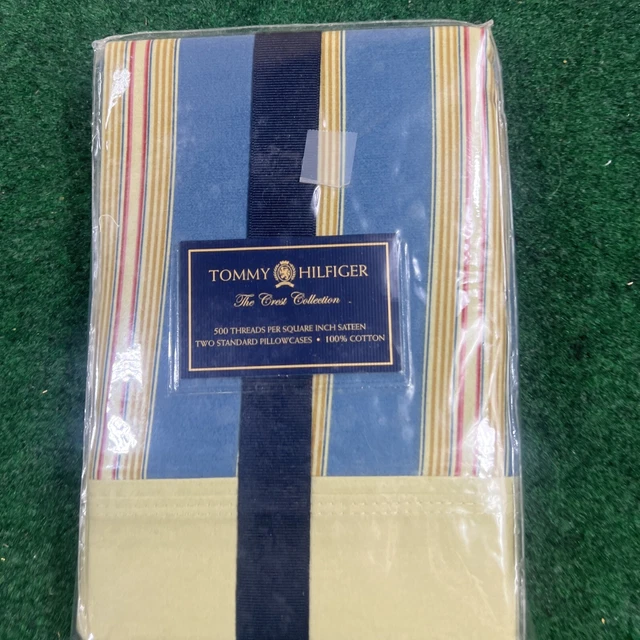 TOMMY HILFIGER
The Crest Collection
500 THREADS PER SQUARE INCH SATEEN
TWO STANDARD PILLOWCASES • 100% COTTON